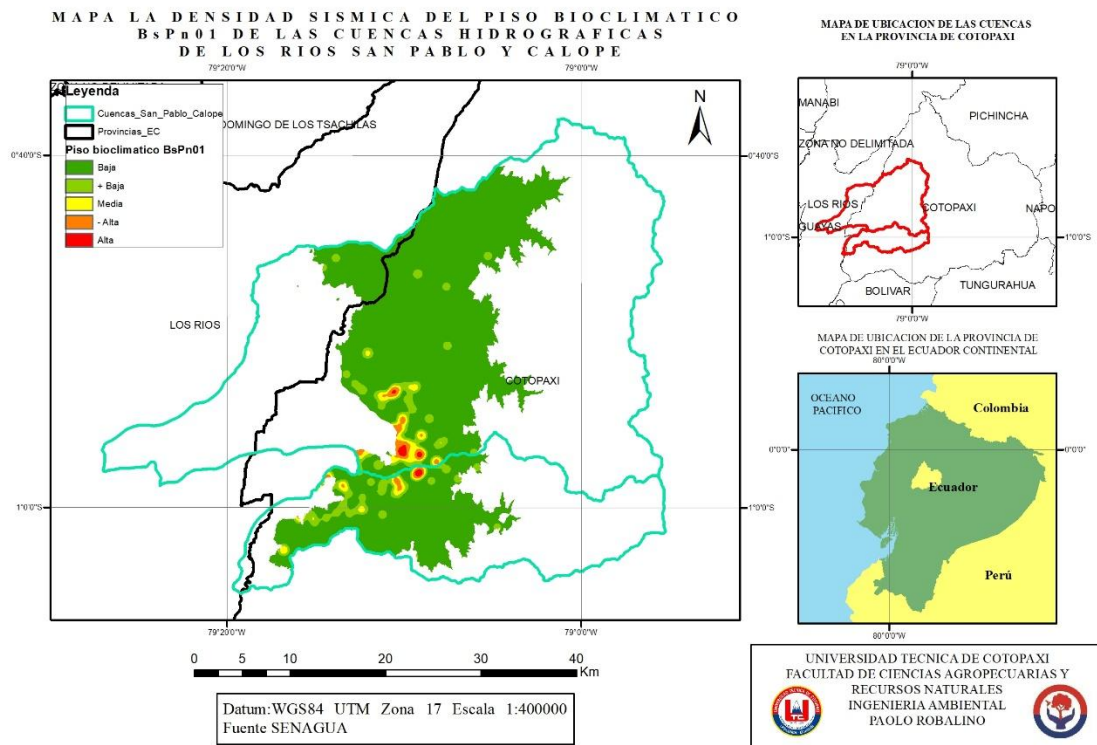 MAPA LA DENSIDAD SISMICA DEL PISO BIOCLIMATICO
BsPn01 DE LAS CUENCAS HIDROGRAFICAS
DE LOS RIOS SAN PABLO Y CALOPE
79°20'0"W
79°0'0"W
Leyenda
Cuencas_San_Pablo_Calope
Provincias_EC
Piso bioclimatico BsPn01
Baja
+ Baja
Media
- Alta
Alta
DOMINGO DE LOS TSACHILAS
N
0°40'0"S
0°40'0"S
LOS RIOS
COTOPAXI
1°0'0"S
1°0'0"S
79°20'0"W
79°0'0"W
0 5 10 20 30 40
Km
Datum:WGS84 UTM Zona 17 Escala 1:400000
Fuente SENAGUA
MAPA DE UBICACION DE LAS CUENCAS
EN LA PROVINCIA DE COTOPAXI
79°0'0"W
MANABI
PICHINCHA
ZONA NO DELIMITADA
LOS RIOS
COTOPAXI
NAPO
GUAYAS
1°0'0"S
1°0'0"S
BOLIVAR
TUNGURAHUA
79°0'0"W
MAPA DE UBICACION DE LA PROVINCIA DE
COTOPAXI EN EL ECUADOR CONTINENTAL
80°0'0"W
OCEANO
PACIFICO
Colombia
0°0'0"
0°0'0"
Ecuador
Perú
80°0'0"W
UNIVERSIDAD TECNICA DE COTOPAXI
FACULTAD DE CIENCIAS AGROPECUARIAS Y
RECURSOS NATURALES
INGENIERIA AMBIENTAL
PAOLO ROBALINO